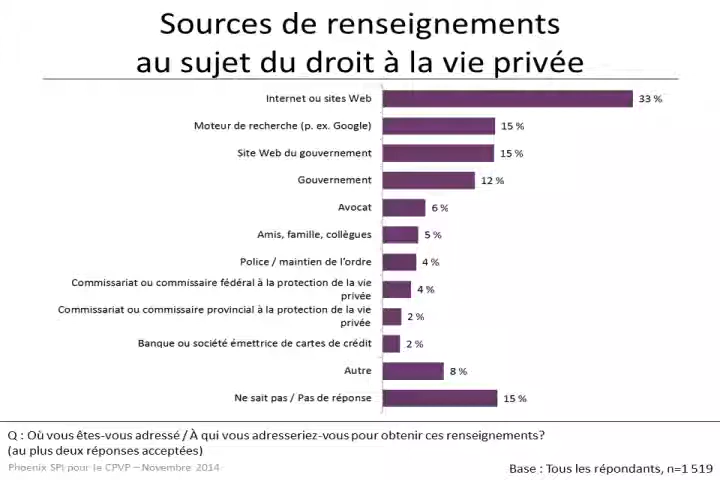 Sources de renseignements
au sujet du droit à la vie privée
Internet ou sites Web 33 %
Moteur de recherche (p. ex. Google) 15 %
Site Web du gouvernement 15 %
Gouvernement 12 %
Avocat 6 %
Amis, famille, collègues 5 %
Police / maintien de l'ordre 4 %
Commissariat ou commissaire fédéral à la protection de la vie
privée 4 %
Commissariat ou commissaire provincial à la protection de la vie
privée 2 %
Banque ou société émettrice de cartes de crédit 2 %
Autre 8 %
Ne sait pas / Pas de réponse 15 %
Q : Où vous êtes-vous adressé / À qui vous adresseriez-vous pour obtenir ces renseignements?
(au plus deux réponses acceptées)
Phoenix SPI pour le CPVP – Novembre 2014
Base : Tous les répondants, n=1 519